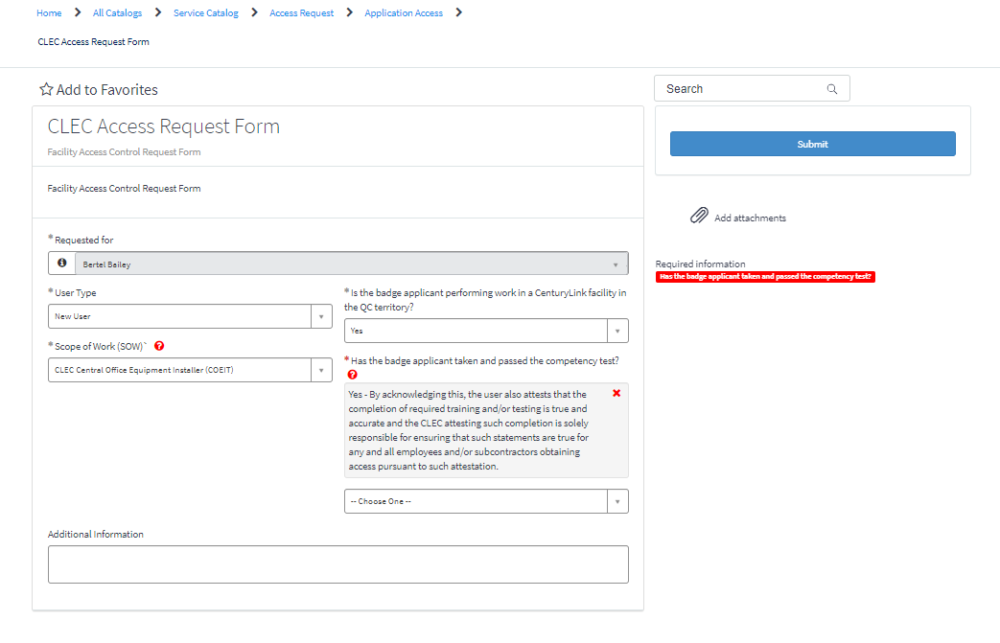 Home All Catalogs Service Catalog Access Request Application Access
CLEC Access Request Form
Add to Favorites
Search
CLEC Access Request Form
Facility Access Control Request Form
Submit
Facility Access Control Request Form
Add attachments
* Requested for
Bertel Bailey
Required information
Has the badge applicant taken and passed the competency test?
* User Type
New User
* Is the badge applicant performing work in a CenturyLink facility in
the QC territory?
Yes
* Scope of Work (SOW)`
CLEC Central Office Equipment Installer (COEIT)
* Has the badge applicant taken and passed the competency test?
Yes - By acknowledging this, the user also attests that the
completion of required training and/or testing is true and
accurate and the CLEC attesting such completion is solely
responsible for ensuring that such statements are true for
any and all employees and/or subcontractors obtaining
access pursuant to such attestation.
-- Choose One --
Additional Information